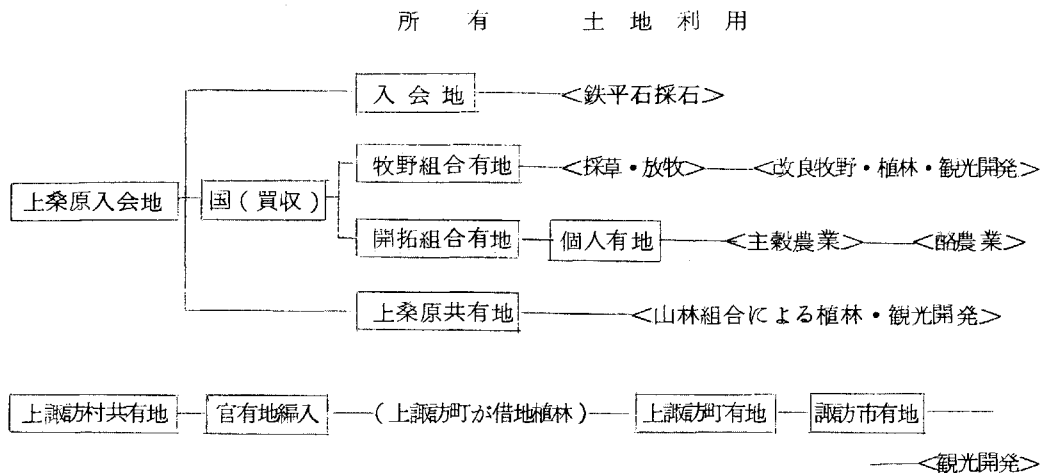 所有 土地利用
入会地 <鉄平石採石>
牧野組合有地 <採草・放牧> <改良牧野・植林・観光開発>
上桑原入会地 国(買収)
開拓組合有地 個人有地 <主穀農業> <酪農業>
上桑原共有地 <山林組合による植林・観光開発>
上諏訪村共有地 官有地編入 (上諏訪町が借地植林) 上諏訪町有地 諏訪市有地
<観光開発>